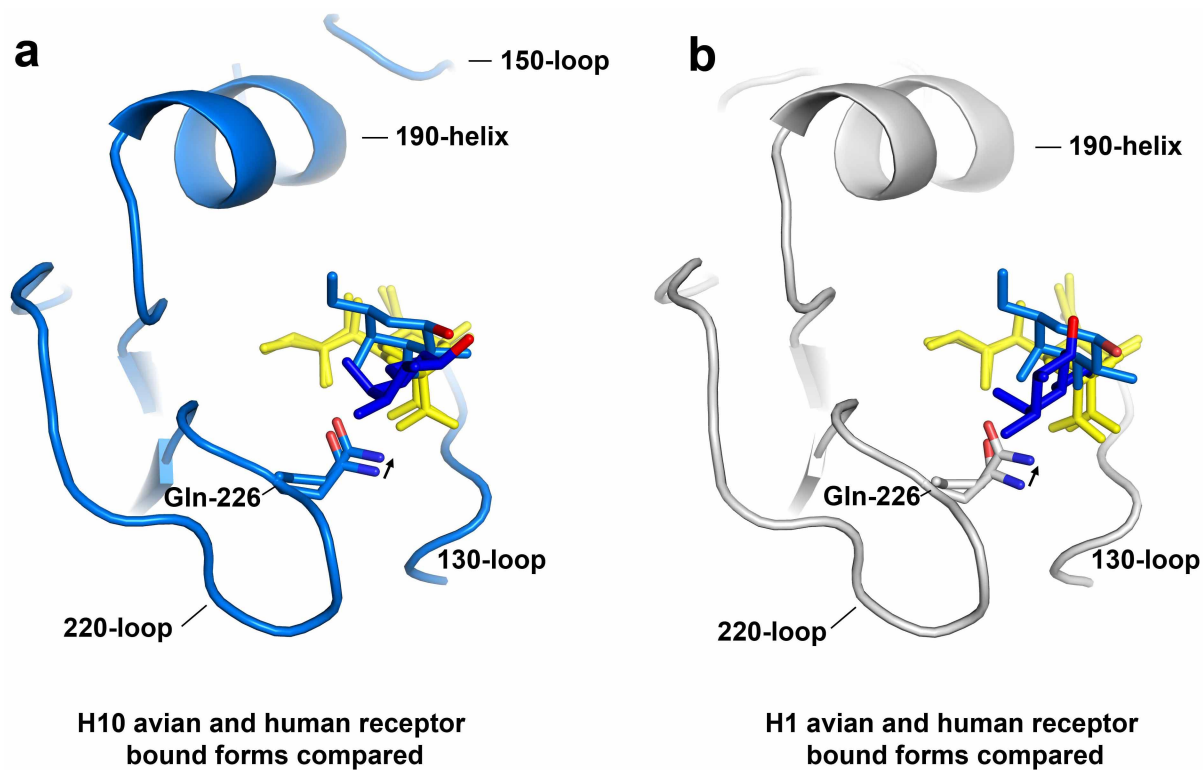 a
150-loop
190-helix
Gln-226
130-loop
220-loop
H10 avian and human receptor
bound forms compared
b
190-helix
Gln-226
130-loop
220-loop
H1 avian and human receptor
bound forms compared